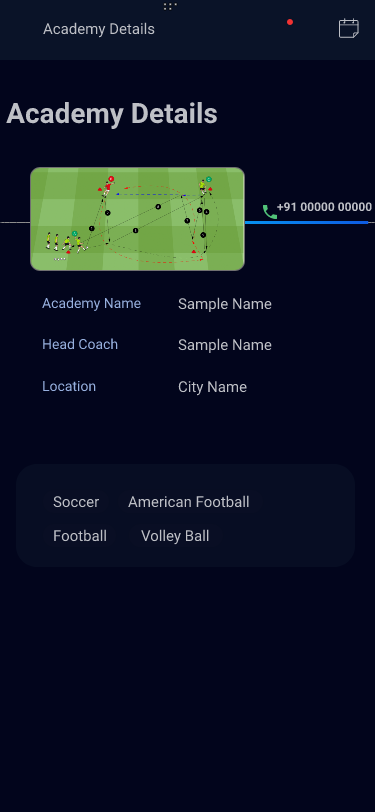 Academy Details
Academy Details
+91 00000 00000
Academy Name Sample Name
Head Coach Sample Name
Location City Name
Soccer American Football
Football Volley Ball